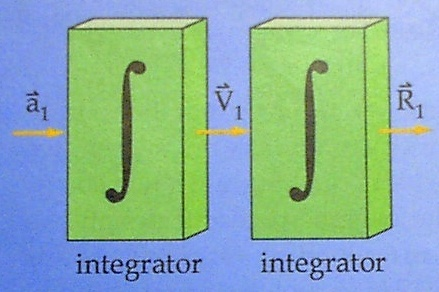 a⃗₁ ∫ V⃗₁ ∫ R⃗₁
integrator integrator